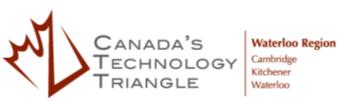 CANADA'S
TECHNOLOGY
TRIANGLE
Waterloo Region
Cambridge
Kitchener
Waterloo